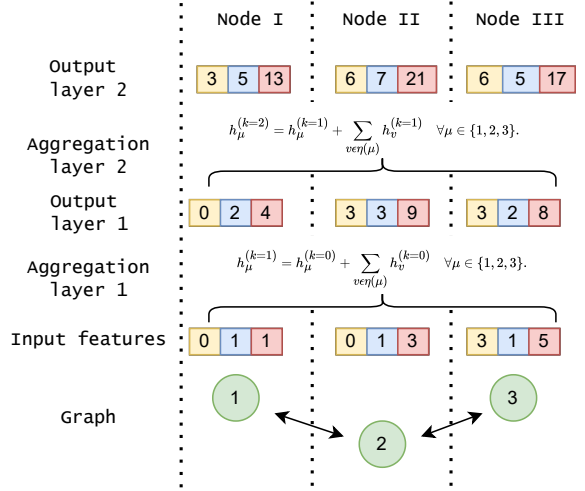 Node I Node II Node III
Output layer 2 3 5 13 6 7 21 6 5 17
h_μ^{(k=2)} = h_μ^{(k=1)} + ∑_{vϵη(μ)} h_v^{(k=1)} ∀μ ∈ {1, 2, 3}.
Aggregation layer 2
Output layer 1 0 2 4 3 3 9 3 2 8
h_μ^{(k=1)} = h_μ^{(k=0)} + ∑_{vϵη(μ)} h_v^{(k=0)} ∀μ ∈ {1, 2, 3}.
Aggregation layer 1
Input features 0 1 1 0 1 3 3 1 5
Graph 1 2 3